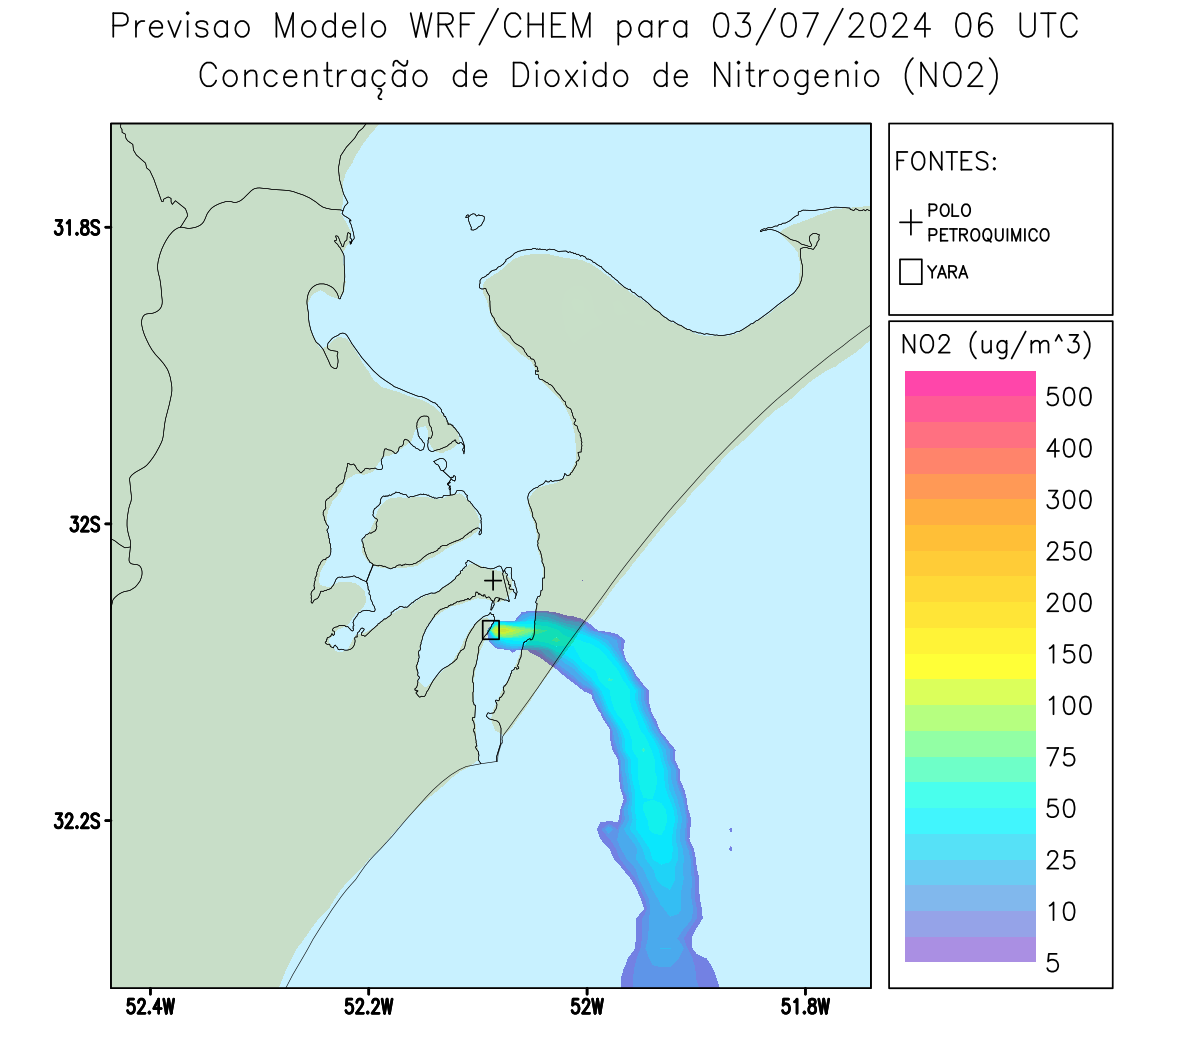 Previsao Modelo WRF/CHEM para 03/07/2024 06 UTC
Concentração de Dioxido de Nitrogenio (NO2)
FONTES:
POLO
PETROQUIMICO
YARA
NO2 (ug/m^3)
500
400
300
250
200
150
100
75
50
25
10
5
31.8S
32S
32.2S
52.4W
52.2W
52W
51.8W